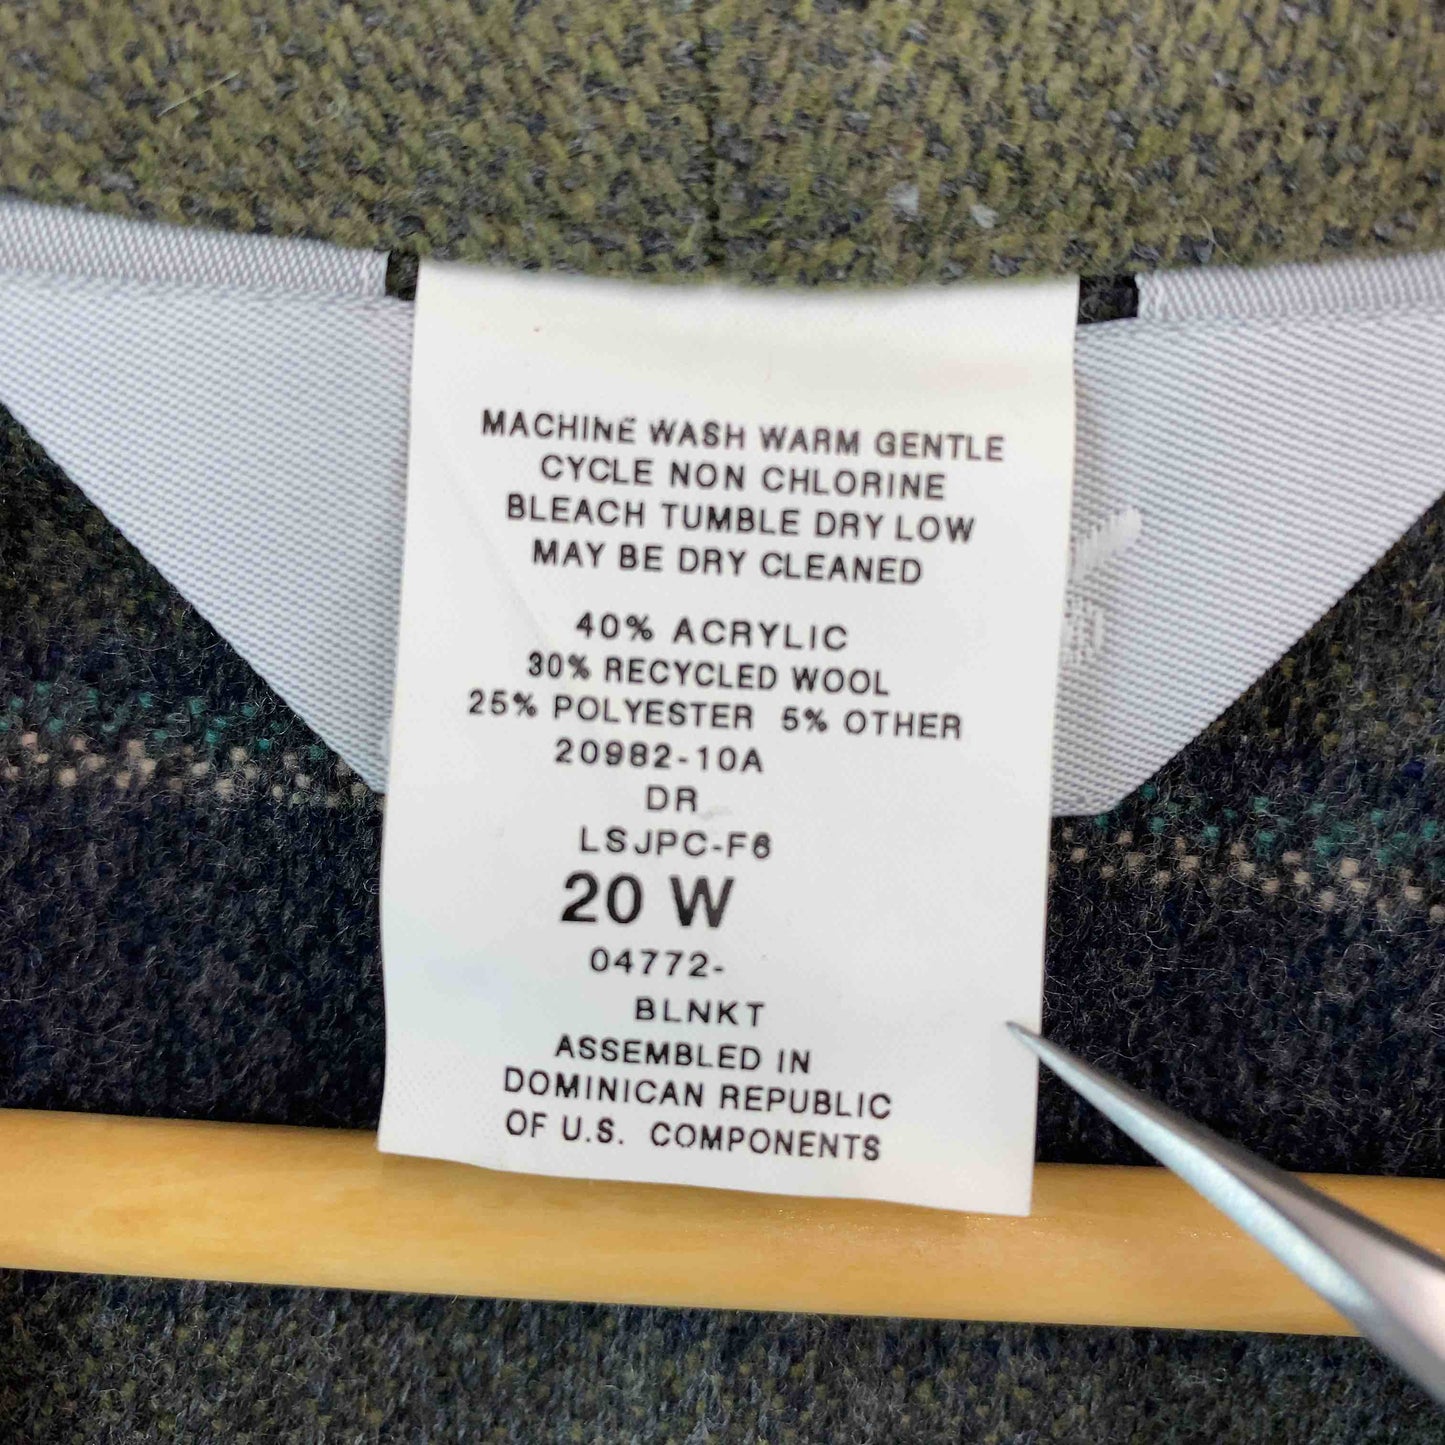 MACHINE WASH WARM GENTLE
CYCLE NON CHLORINE
BLEACH TUMBLE DRY LOW
MAY BE DRY CLEANED
40% ACRYLIC
30% RECYCLED WOOL
25% POLYESTER 5% OTHER
20982-10A
DR
LSJPC-F6
20 W
04772-
BLNKT
ASSEMBLED IN
DOMINICAN REPUBLIC
OF U.S. COMPONENTS